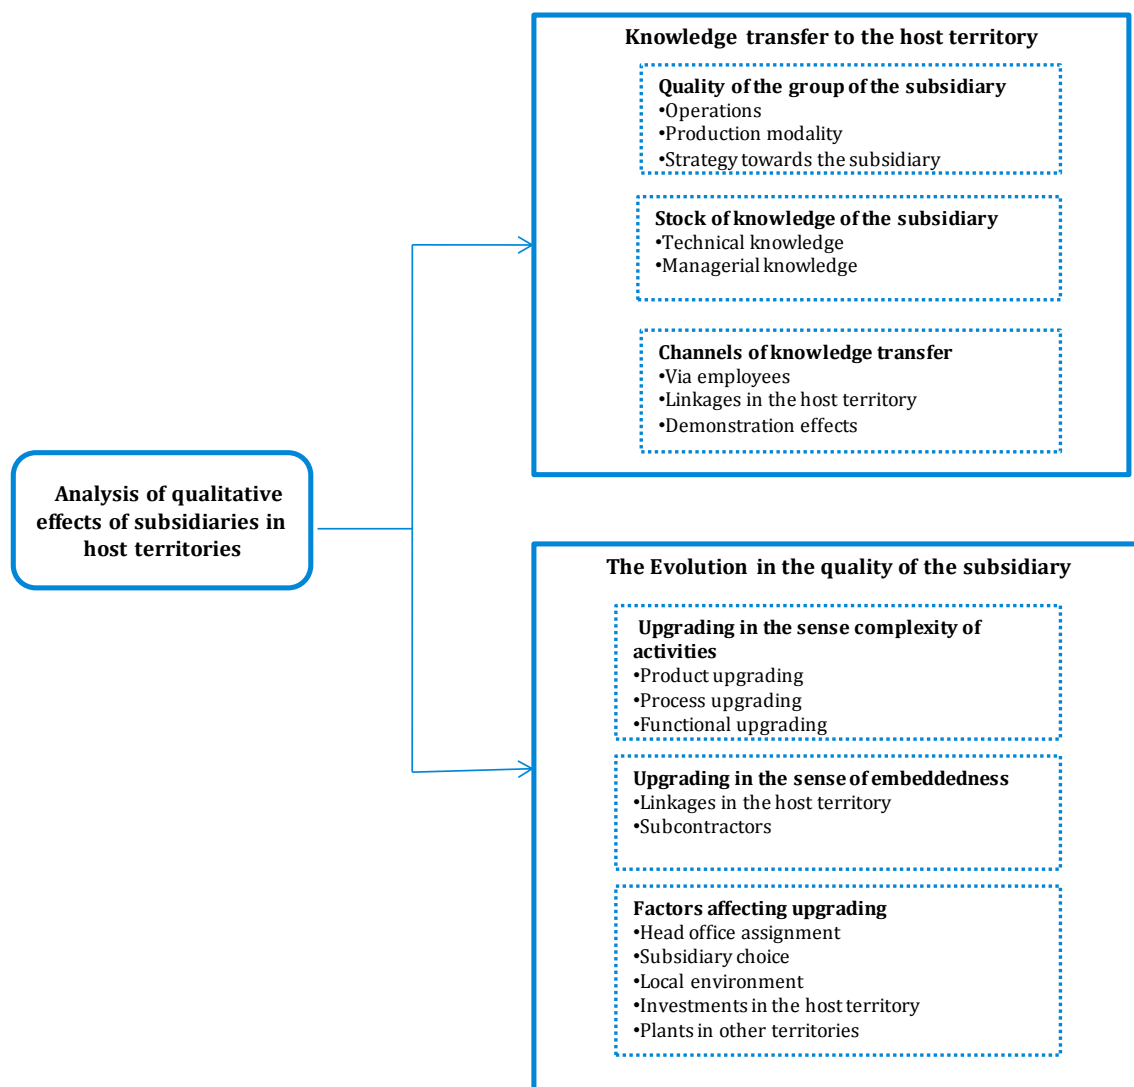 Knowledge transfer to the host territory
Quality of the group of the subsidiary
•Operations
•Production modality
•Strategy towards the subsidiary
Stock of knowledge of the subsidiary
•Technical knowledge
•Managerial knowledge
Channels of knowledge transfer
•Via employees
•Linkages in the host territory
•Demonstration effects
Analysis of qualitative
effects of subsidiaries in
host territories
The Evolution in the quality of the subsidiary
Upgrading in the sense complexity of
activities
•Product upgrading
•Process upgrading
•Functional upgrading
Upgrading in the sense of embeddedness
•Linkages in the host territory
•Subcontractors
Factors affecting upgrading
•Head office assignment
•Subsidiary choice
•Local environment
•Investments in the host territory
•Plants in other territories